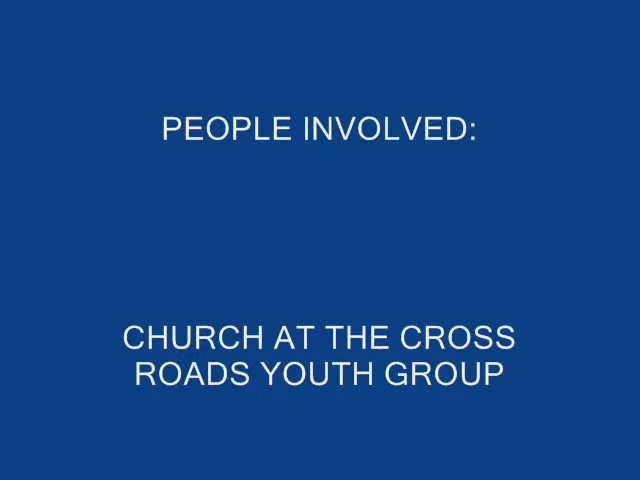 PEOPLE INVOLVED:
CHURCH AT THE CROSS
ROADS YOUTH GROUP